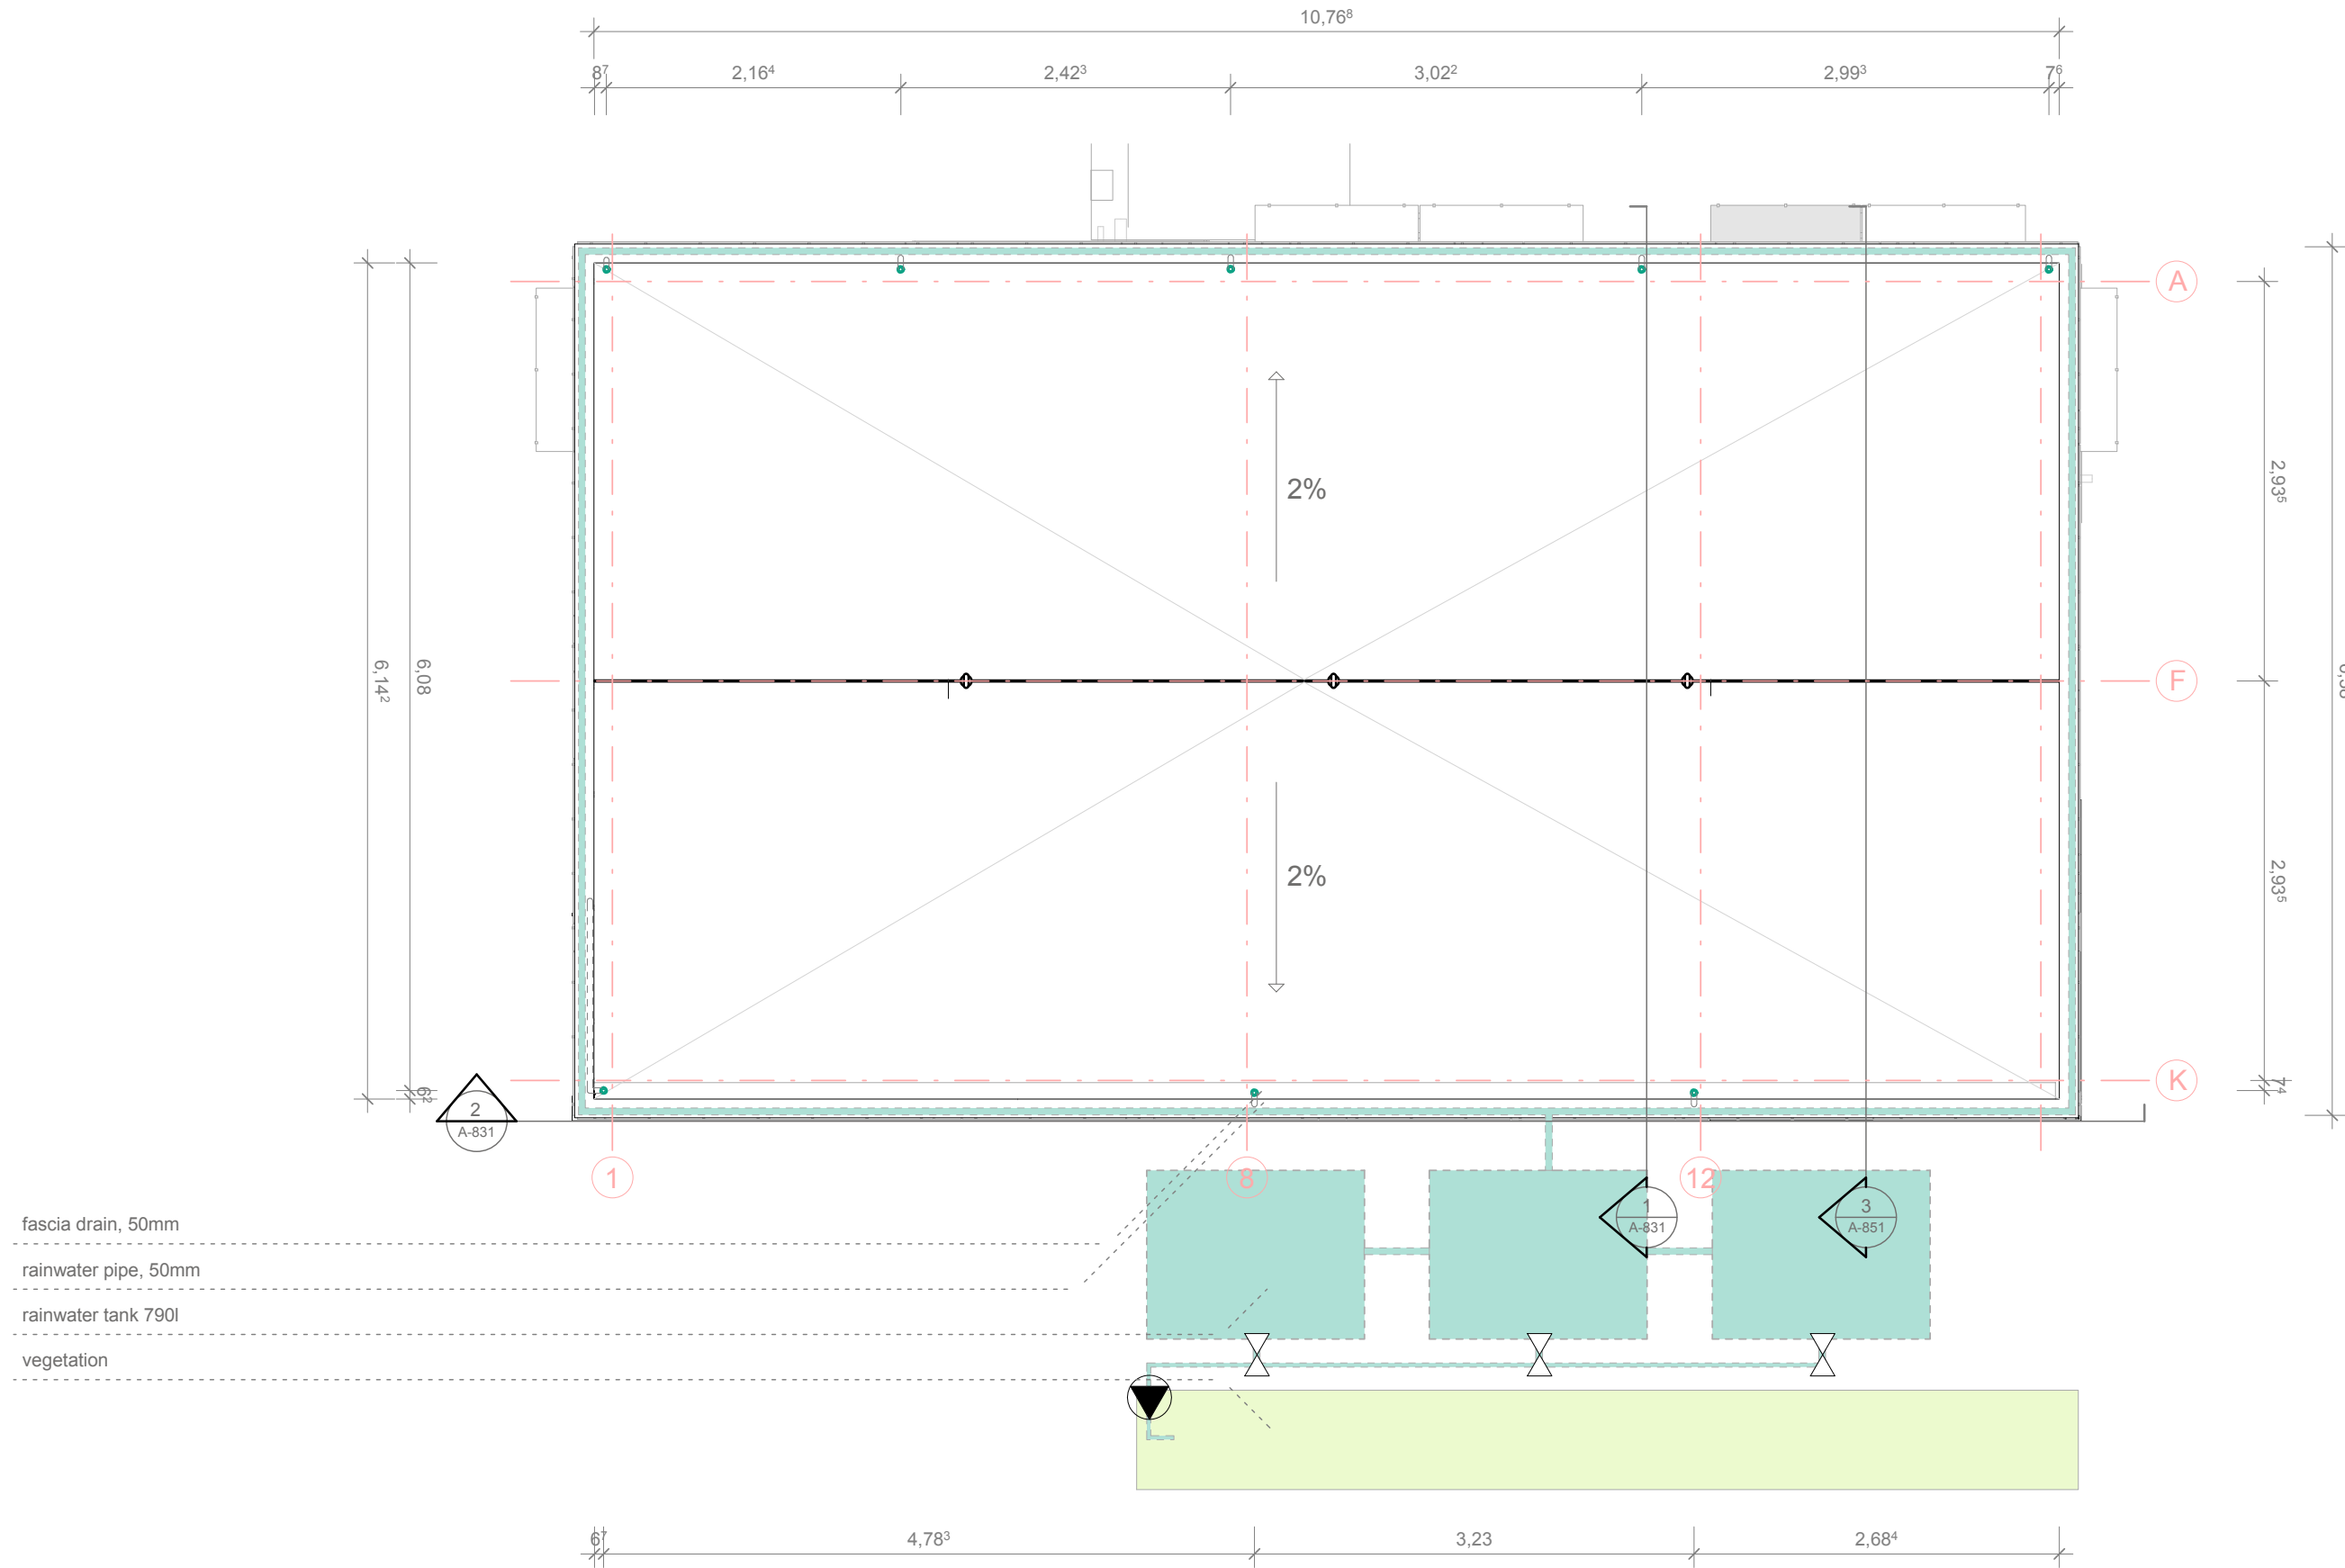 10,76⁸
8⁷ 2,16⁴ 2,42³ 3,02² 2,99³ 7⁶
A
2,93⁵
2%
6,14²
6,08
F
2%
2,93⁵
K
7⁴
6²
2
A-831
1
8
12
1
A-831
3
A-851
fascia drain, 50mm
rainwater pipe, 50mm
rainwater tank 790l
vegetation
6⁷ 4,78³ 3,23 2,68⁴